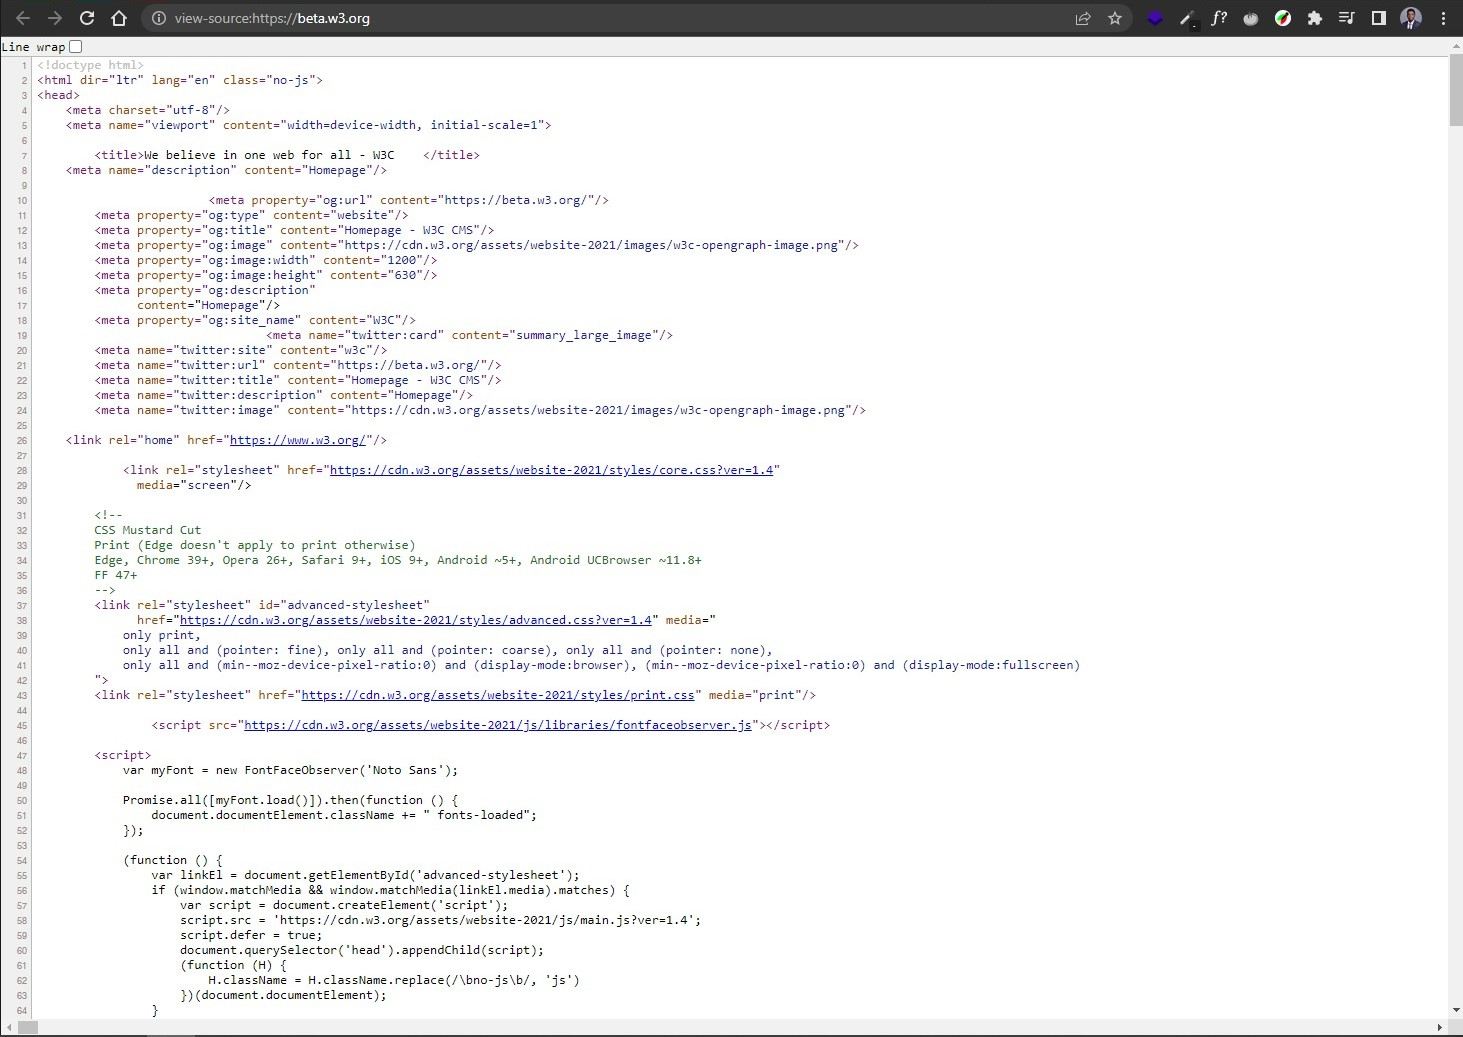 view-source:https://beta.w3.org
f?
Line wrap
1 <!doctype html>
2 <html dir="ltr" lang="en" class="no-js">
3 <head>
4 <meta charset="utf-8"/>
5 <meta name="viewport" content="width=device-width, initial-scale=1">
6
7 <title>We believe in one web for all - W3C    </title>
8 <meta name="description" content="Homepage"/>
9
10 <meta property="og:url" content="https://beta.w3.org/"/>
11 <meta property="og:type" content="website"/>
12 <meta property="og:title" content="Homepage - W3C CMS"/>
13 <meta property="og:image" content="https://cdn.w3.org/assets/website-2021/images/w3c-opengraph-image.png"/>
14 <meta property="og:image:width" content="1200"/>
15 <meta property="og:image:height" content="630"/>
16 <meta property="og:description"
17 content="Homepage"/>
18 <meta property="og:site_name" content="W3C"/>
19 <meta name="twitter:card" content="summary_large_image"/>
20 <meta name="twitter:site" content="w3c"/>
21 <meta name="twitter:url" content="https://beta.w3.org/"/>
22 <meta name="twitter:title" content="Homepage - W3C CMS"/>
23 <meta name="twitter:description" content="Homepage"/>
24 <meta name="twitter:image" content="https://cdn.w3.org/assets/website-2021/images/w3c-opengraph-image.png"/>
25
26 <link rel="home" href="https://www.w3.org/"/>
27
28 <link rel="stylesheet" href="https://cdn.w3.org/assets/website-2021/styles/core.css?ver=1.4"
29 media="screen"/>
30
31 <!--
32 CSS Mustard Cut
33 Print (Edge doesn't apply to print otherwise)
34 Edge, Chrome 39+, Opera 26+, Safari 9+, iOS 9+, Android ~5+, Android UCBrowser ~11.8+
35 FF 47+
36 -->
37 <link rel="stylesheet" id="advanced-stylesheet"
38 href="https://cdn.w3.org/assets/website-2021/styles/advanced.css?ver=1.4" media="
39 only print,
40 only all and (pointer: fine), only all and (pointer: coarse), only all and (pointer: none),
41 only all and (min--moz-device-pixel-ratio:0) and (display-mode:browser), (min--moz-device-pixel-ratio:0) and (display-mode:fullscreen)
42 ">
43 <link rel="stylesheet" href="https://cdn.w3.org/assets/website-2021/styles/print.css" media="print"/>
44
45 <script src="https://cdn.w3.org/assets/website-2021/js/libraries/fontfaceobserver.js"></script>
46
47 <script>
48 var myFont = new FontFaceObserver('Noto Sans');
49
50 Promise.all([myFont.load()]).then(function () {
51 document.documentElement.className += " fonts-loaded";
52 });
53
54 (function () {
55 var linkEl = document.getElementById('advanced-stylesheet');
56 if (window.matchMedia && window.matchMedia(linkEl.media).matches) {
57 var script = document.createElement('script');
58 script.src = 'https://cdn.w3.org/assets/website-2021/js/main.js?ver=1.4';
59 script.defer = true;
60 document.querySelector('head').appendChild(script);
61 (function (H) {
62 H.className = H.className.replace(/\bno-js\b/, 'js')
63 })(document.documentElement);
64 }